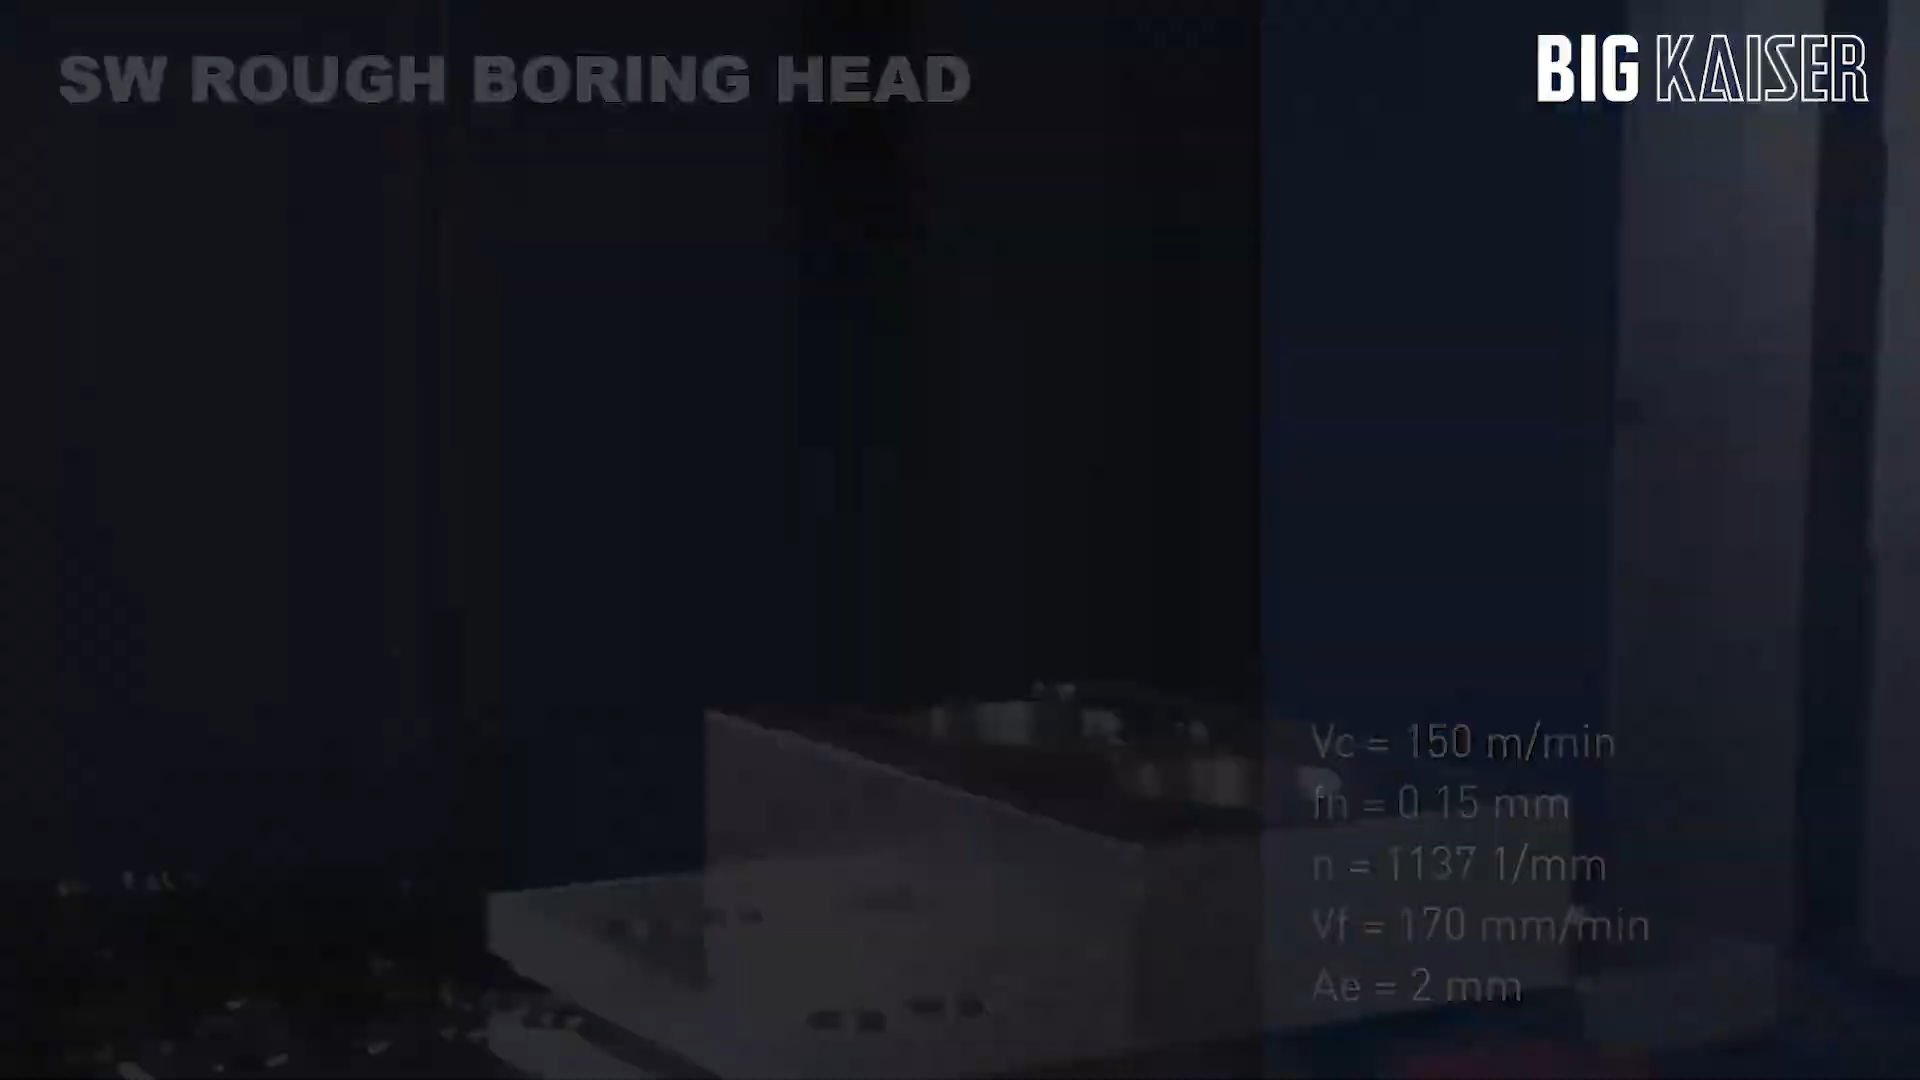 SW ROUGH BORING HEAD
BIG KAISER
Vc = 150 m/min
fn = 0.15 mm
n = 1137 1/mm
Vf = 170 mm/min
Ae = 2 mm